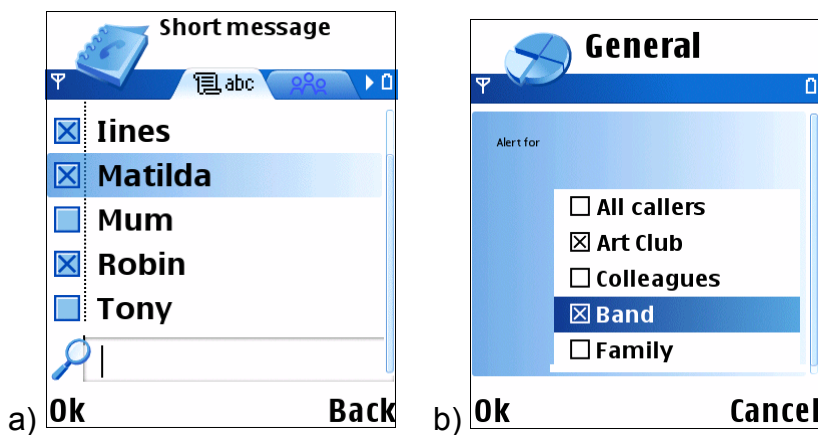 Short message
abc
Iines
Matilda
Mum
Robin
Tony
a) Ok Back
General
Alert for
All callers
Art Club
Colleagues
Band
Family
b) Ok Cancel